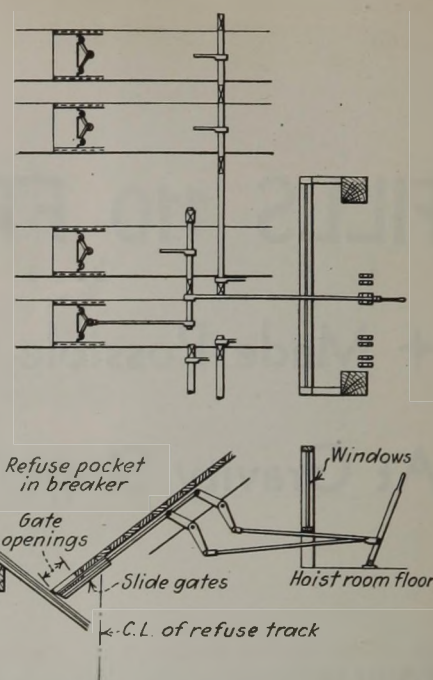 Refuse pocket
in breaker
Windows
Gate
openings
Slide gates
Hoist room floor
C.L. of refuse track